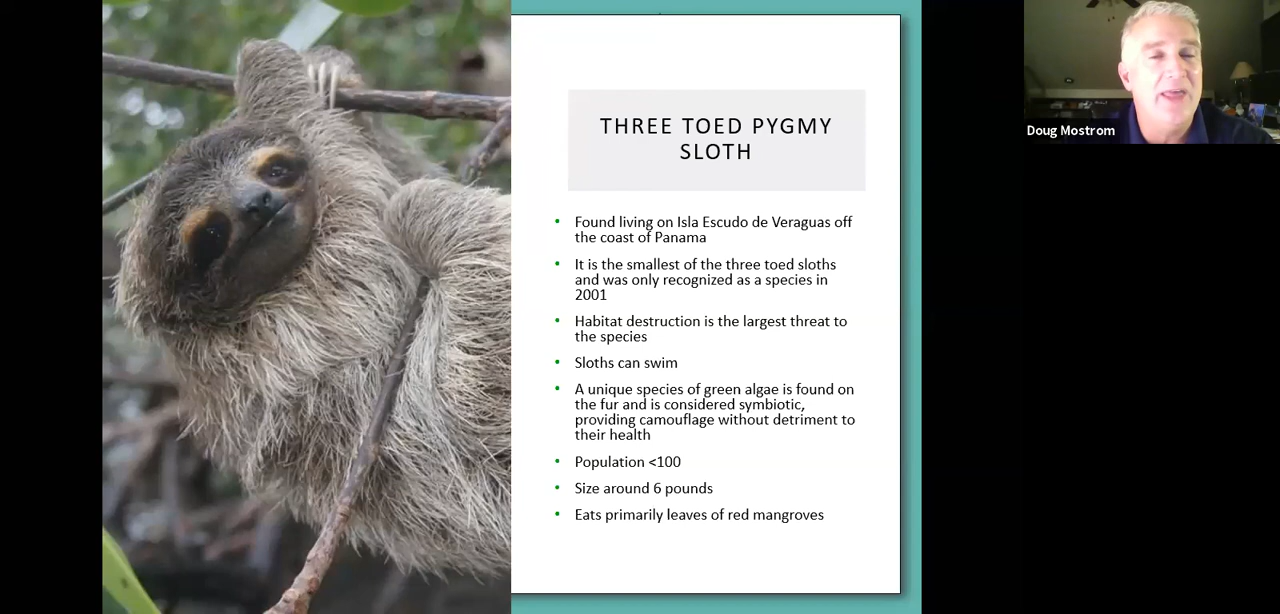 THREE TOED PYGMY
SLOTH
• Found living on Isla Escudo de Veraguas off
the coast of Panama
• It is the smallest of the three toed sloths
and was only recognized as a species in
2001
• Habitat destruction is the largest threat to
the species
• Sloths can swim
• A unique species of green algae is found on
the fur and is considered symbiotic,
providing camouflage without detriment to
their health
• Population <100
• Size around 6 pounds
• Eats primarily leaves of red mangroves
Doug Mostrom